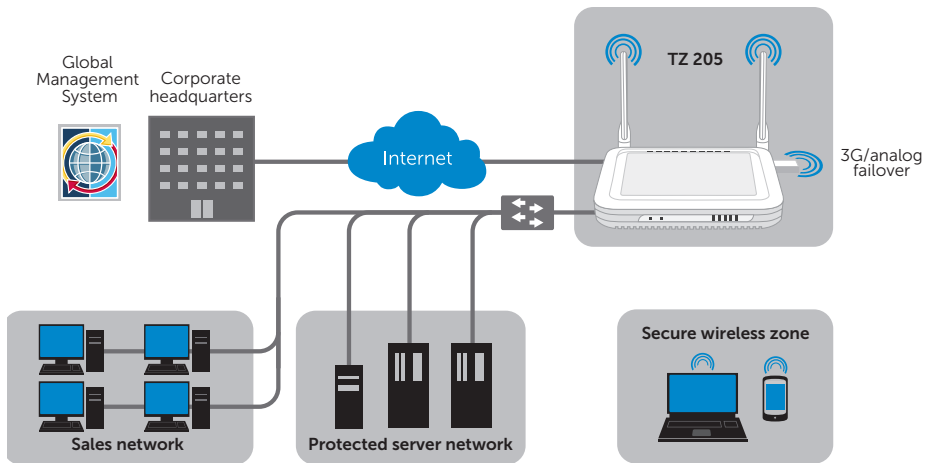 Global
Management
System
Corporate
headquarters
Internet
TZ 205
3G/analog
failover
Sales network
Protected server network
Secure wireless zone